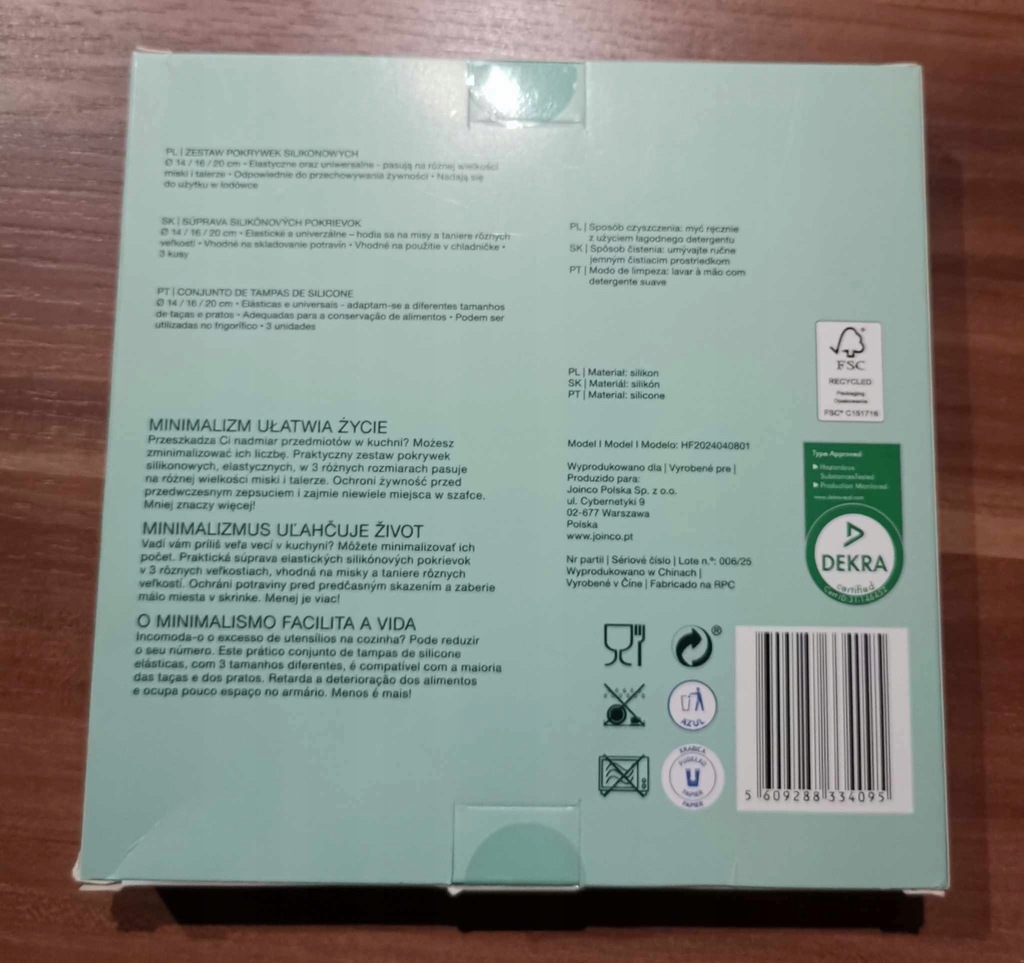 PL | ZESTAW POKRYWEK SILIKONOWYCH
Ø 14 / 16 / 20 cm • Elastyczne oraz uniwersalne - pasują na różnej wielkości
miski i talerze • Odpowiednie do przechowywania żywności • Nadają się
do użytku w lodówce
SK | SÚPRAVA SILIKÓNOVÝCH POKRIEVOK
Ø 14 / 16 / 20 cm • Elastické a univerzálne – hodia sa na misy a taniere rôznych
veľkostí • Vhodné na skladovanie potravín • Vhodné na použitie v chladničke •
3 kusy
PT | CONJUNTO DE TAMPAS DE SILICONE
Ø 14 / 16 / 20 cm • Elásticas e universais - adaptam-se a diferentes tamanhos
de taças e pratos • Adequadas para a conservação de alimentos • Podem ser
utilizadas no frigorífico • 3 unidades
MINIMALIZM UŁATWIA ŻYCIE
Przeszkadza Ci nadmiar przedmiotów w kuchni? Możesz
zminimalizować ich liczbę. Praktyczny zestaw pokrywek
silikonowych, elastycznych, w 3 różnych rozmiarach pasuje
na różnej wielkości miski i talerze. Ochroni żywność przed
przedwczesnym zepsuciem i zajmie niewiele miejsca w szafce.
Mniej znaczy więcej!
MINIMALIZMUS UĽAHČUJE ŽIVOT
Vadí vám príliš veľa vecí v kuchyni? Môžete minimalizovať ich
počet. Praktická súprava elastických silikónových pokrievok
v 3 rôznych veľkostiach, vhodná na misky a taniere rôznych
veľkostí. Ochráni potraviny pred predčasným skazením a zaberie
málo miesta v skrinke. Menej je viac!
O MINIMALISMO FACILITA A VIDA
Incomoda-o o excesso de utensílios na cozinha? Pode reduzir
o seu número. Este prático conjunto de tampas de silicone
elásticas, com 3 tamanhos diferentes, é compatível com a maioria
das taças e dos pratos. Retarda a deterioração dos alimentos
e ocupa pouco espaço no armário. Menos é mais!
PL | Sposób czyszczenia: myć ręcznie
z użyciem łagodnego detergentu
SK | Spôsob čistenia: umývajte ručne
jemným čistiacim prostriedkom
PT | Modo de limpeza: lavar à mão com
detergente suave
PL | Materiał: silikon
SK | Materiál: silikón
PT | Material: silicone
Model I Model I Modelo: HF2024040801
Wyprodukowano dla | Vyrobené pre |
Produzido para:
Joinco Polska Sp. z o.o.
ul. Cybernetyki 9
02-677 Warszawa
Polska
www.joinco.pt
Nr partii | Sériové číslo | Lote n.º: 006/25
Wyprodukowano w Chinach |
Vyrobené v Číne | Fabricado na RPC
FSC
RECYCLED
Packaging
Opakowanie
FSC® C151716
Type Approved
Hazardous
Substances Tested
Production Monitored
DEKRA
certified
®
AZUL
KRABICA
PUDEŁKO
PAPIER
PAPIER
5 609288 334095